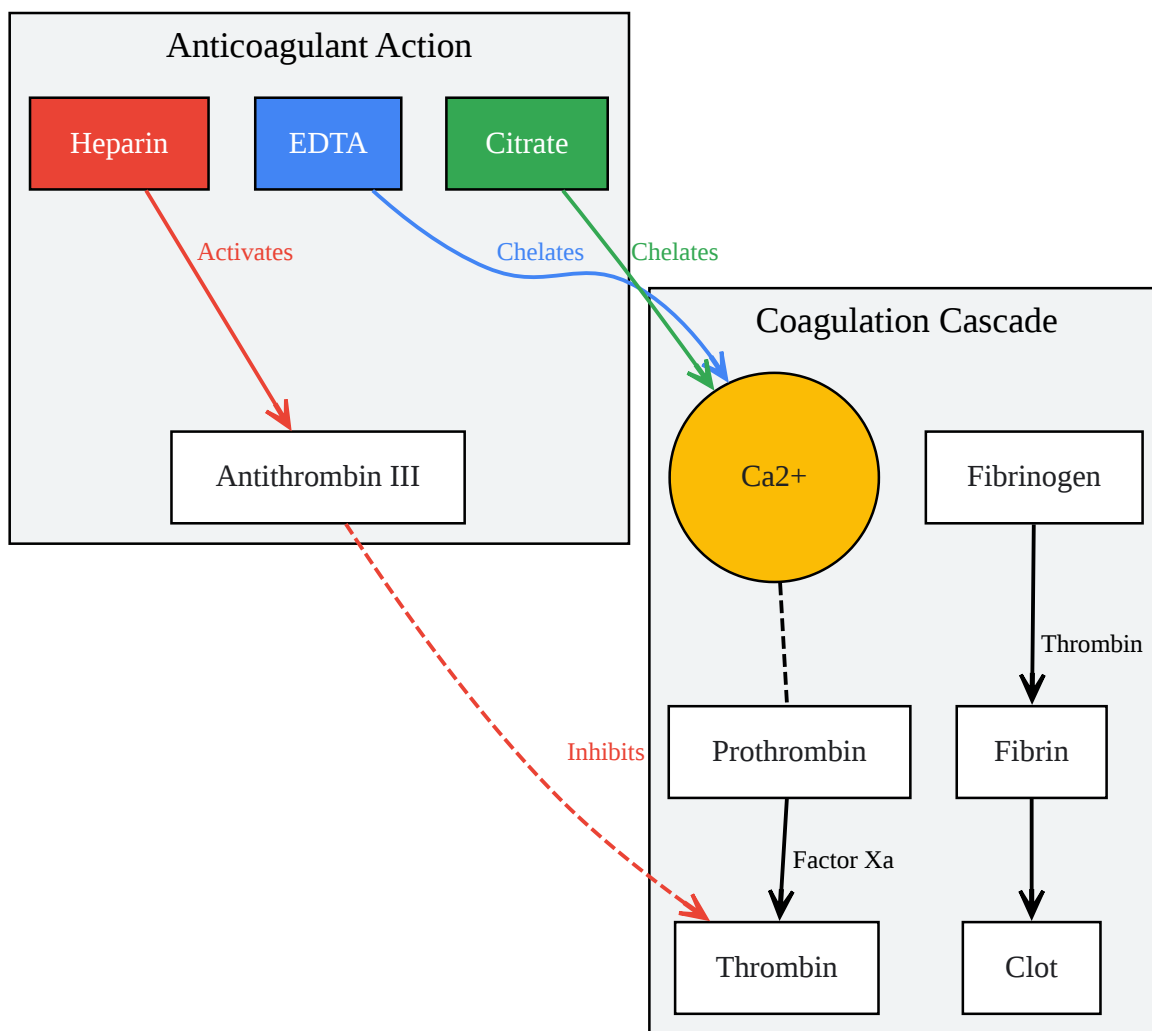 Anticoagulant Action
Heparin
EDTA
Citrate
Activates
Chelates
Chelates
Coagulation Cascade
Antithrombin III
Ca2+
Fibrinogen
Thrombin
Inhibits
Prothrombin
Fibrin
Factor Xa
Thrombin
Clot